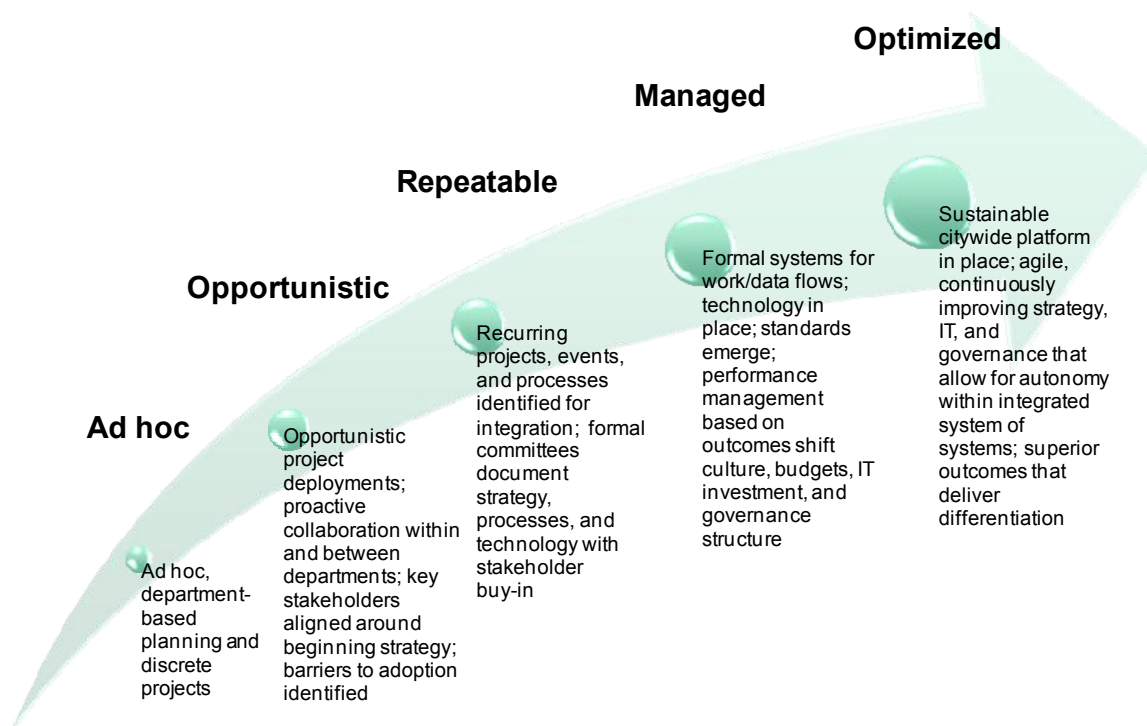 Optimized
Managed
Repeatable
Opportunistic
Ad hoc
Ad hoc,
department-
based
planning and
discrete
projects
Opportunistic
project
deployments;
proactive
collaboration within
and between
departments; key
stakeholders
aligned around
beginning strategy;
barriers to adoption
identified
Recurring
projects, events,
and processes
identified for
integration; formal
committees
document
strategy,
processes, and
technology with
stakeholder
buy-in
Formal systems for
work/data flows;
technology in
place; standards
emerge;
performance
management
based on
outcomes shift
culture, budgets, IT
investment, and
governance
structure
Sustainable
citywide platform
in place; agile,
continuously
improving strategy,
IT, and
governance that
allow for autonomy
within integrated
system of
systems; superior
outcomes that
deliver
differentiation